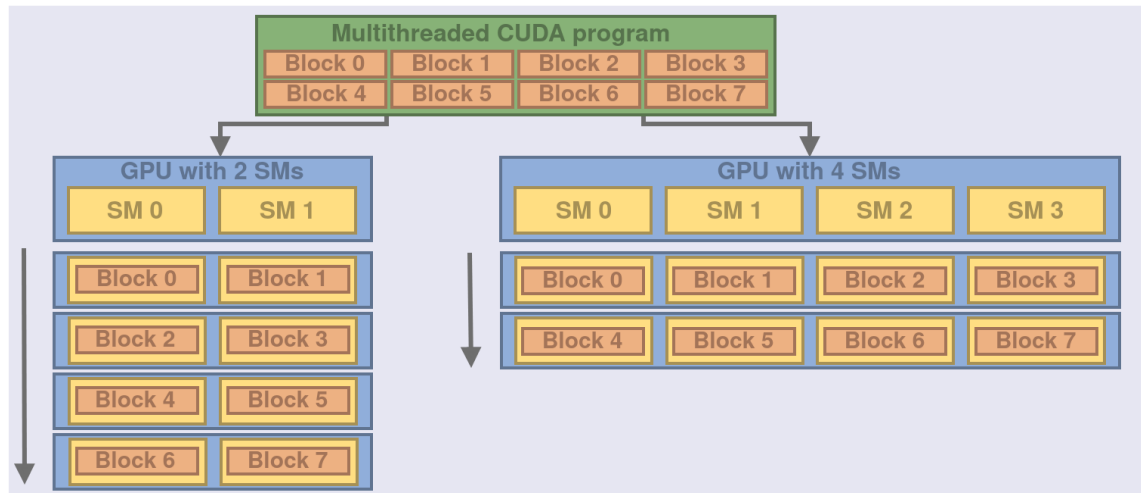 Multithreaded CUDA program
Block 0 Block 1 Block 2 Block 3
Block 4 Block 5 Block 6 Block 7
GPU with 2 SMs
SM 0 SM 1
Block 0 Block 1
Block 2 Block 3
Block 4 Block 5
Block 6 Block 7
GPU with 4 SMs
SM 0 SM 1 SM 2 SM 3
Block 0 Block 1 Block 2 Block 3
Block 4 Block 5 Block 6 Block 7